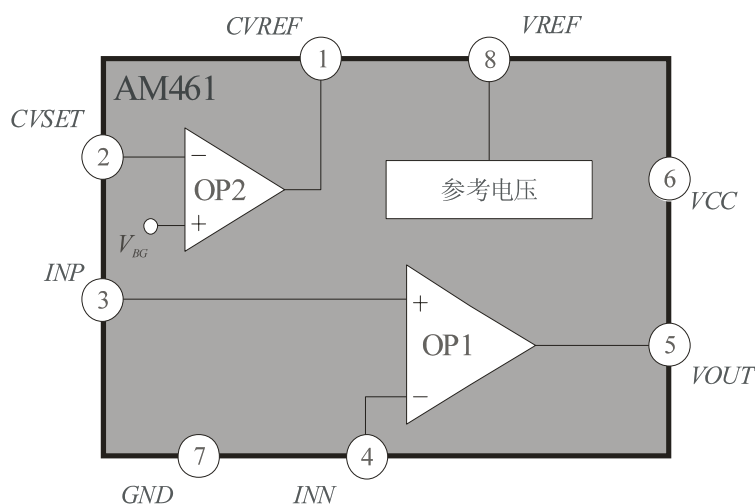 CVREF
VREF
1
8
AM461
CVSET
2
−
OP2
参考电压
6
VCC
+
V_BG
INP
3
+
OP1
5
VOUT
−
7
4
GND
INN